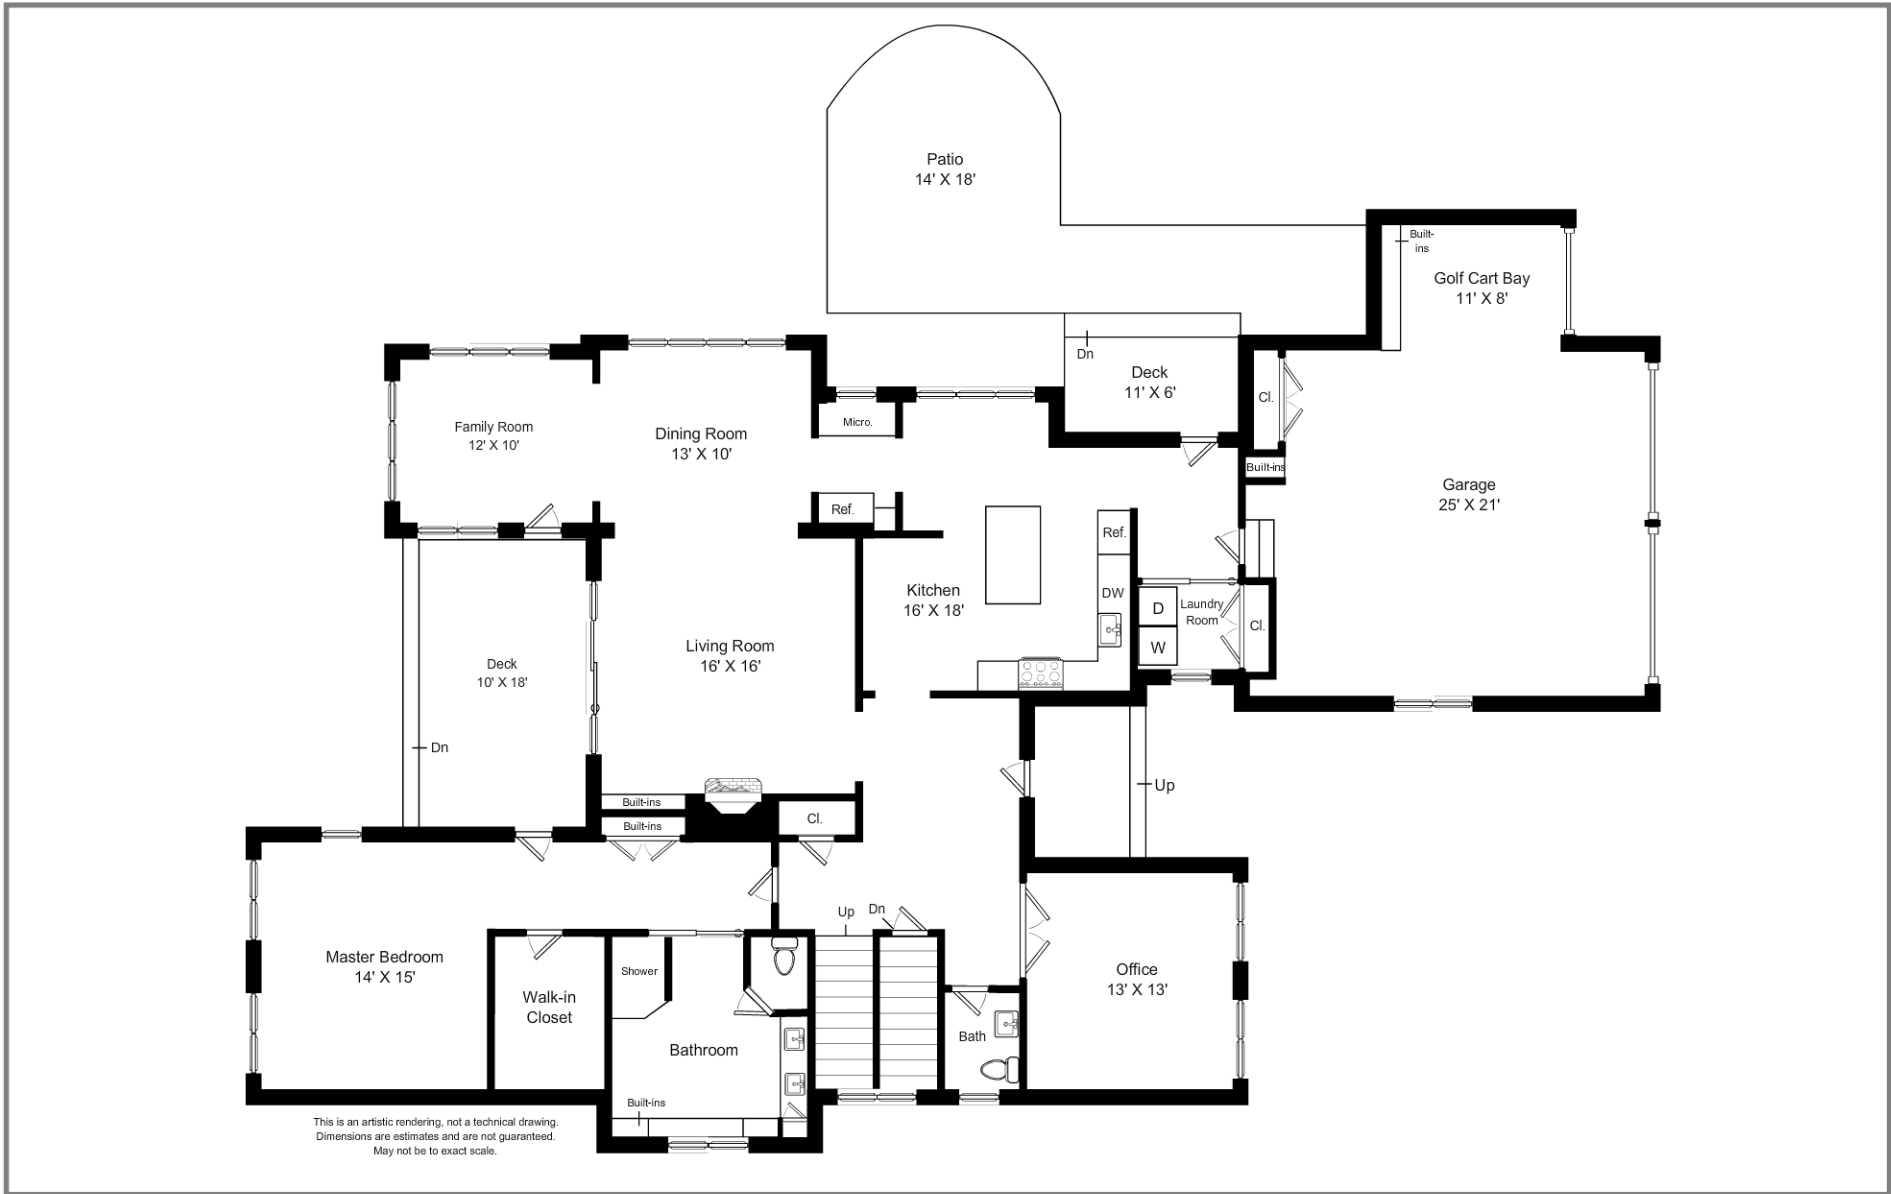 Patio
14' X 18'
Built-
ins
Golf Cart Bay
11' X 8'
Dn
Deck
11' X 6'
Cl.
Family Room
12' X 10'
Dining Room
13' X 10'
Micro.
Built-ins
Garage
25' X 21'
Ref.
Ref.
Kitchen
16' X 18'
DW
D
Laundry
Room
W
Cl.
Living Room
16' X 16'
Deck
10' X 18'
Dn
Up
Built-ins
Built-ins
Cl.
Up
Dn
Master Bedroom
14' X 15'
Shower
Walk-in
Closet
Office
13' X 13'
Bath
Bathroom
Built-ins
This is an artistic rendering, not a technical drawing.
Dimensions are estimates and are not guaranteed.
May not be to exact scale.